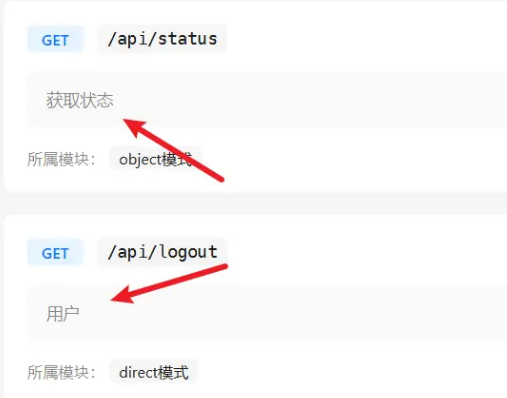 GET /api/status
获取状态
所属模块： object模式
GET /api/logout
用户
所属模块： direct模式